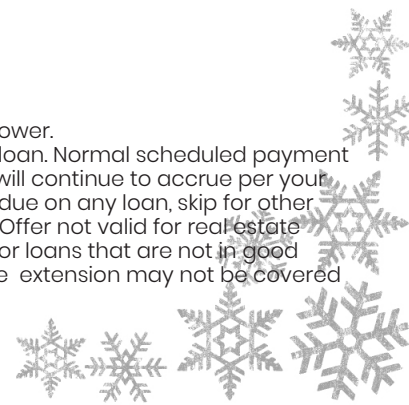 ower.
loan. Normal scheduled payment
will continue to accrue per your
due on any loan, skip for other
Offer not valid for real estate
or loans that are not in good
e extension may not be covered